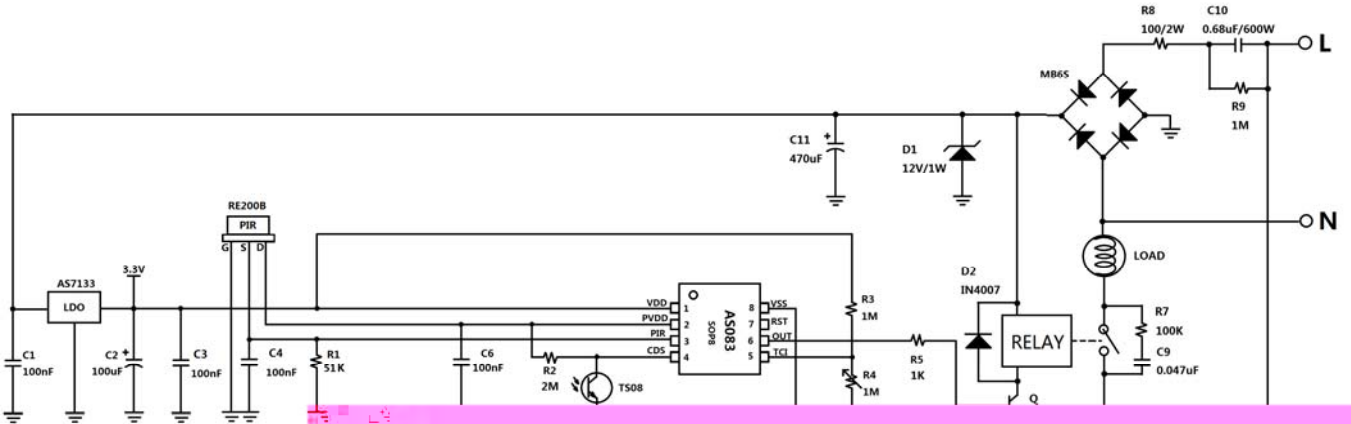 R8
100/2W
C10
0.68uF/600W
L
MB6S
R9
1M
C11
470uF
D1
12V/1W
N
RE200B
PIR
G S D
LOAD
3.3V
AS7133
LDO
D2
IN4007
R7
100K
RELAY
C9
0.047uF
VDD
PVDD
PIR
CDS
1
2
3
4
AS083
SOP8
8
7
6
5
VSS
RST
OUT
TCI
R3
1M
R4
1M
R5
1K
C1
100nF
C2
100uF
C3
100nF
C4
100nF
R1
51K
C6
100nF
R2
2M
TS08
Q